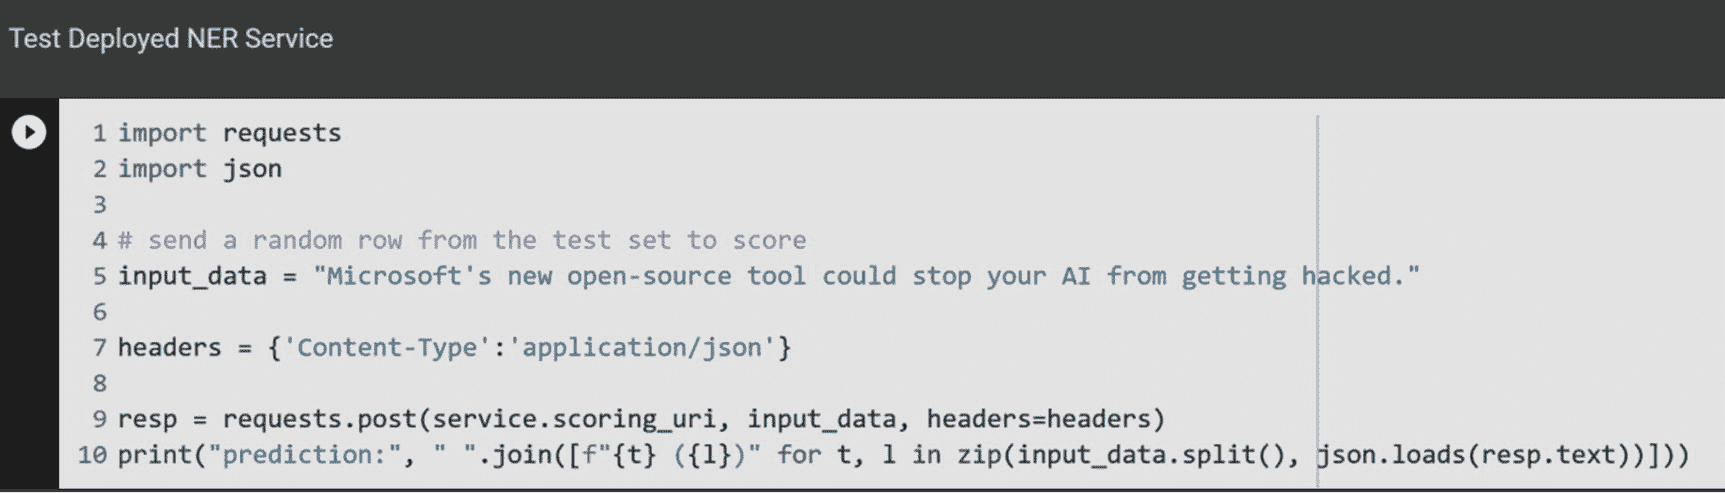 Test Deployed NER Service
1 import requests
2 import json
3
4 # send a random row from the test set to score
5 input_data = "Microsoft's new open-source tool could stop your AI from getting hacked."
6
7 headers = {'Content-Type':'application/json'}
8
9 resp = requests.post(service.scoring_uri, input_data, headers=headers)
10 print("prediction:", " ".join([f"{t} ({l})" for t, l in zip(input_data.split(), json.loads(resp.text))]))